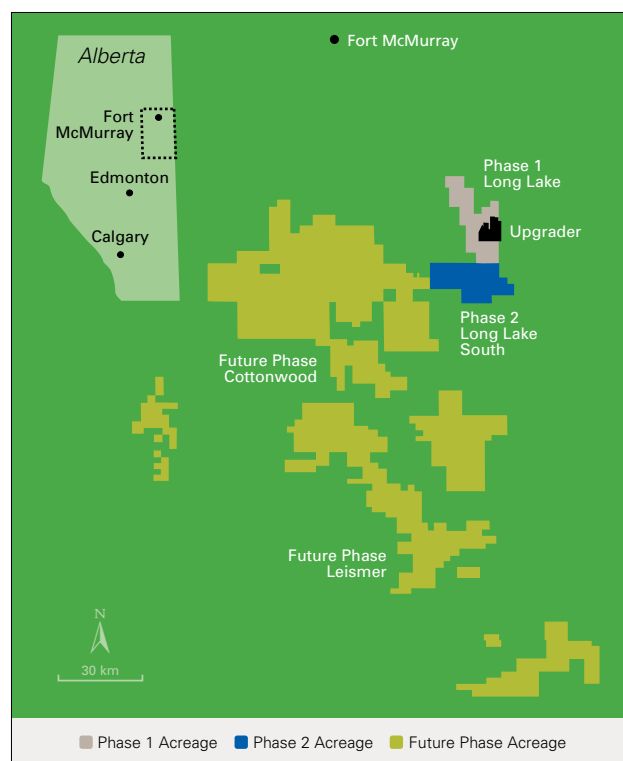 Alberta
Fort McMurray
Fort
McMurray
Edmonton
Calgary
Phase 1
Long Lake
Upgrader
Phase 2
Long Lake
South
Future Phase
Cottonwood
Future Phase
Leismer
N
30 km
Phase 1 Acreage
Phase 2 Acreage
Future Phase Acreage